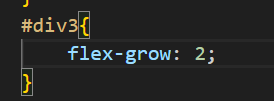 }
#div3{
    flex-grow: 2;
}